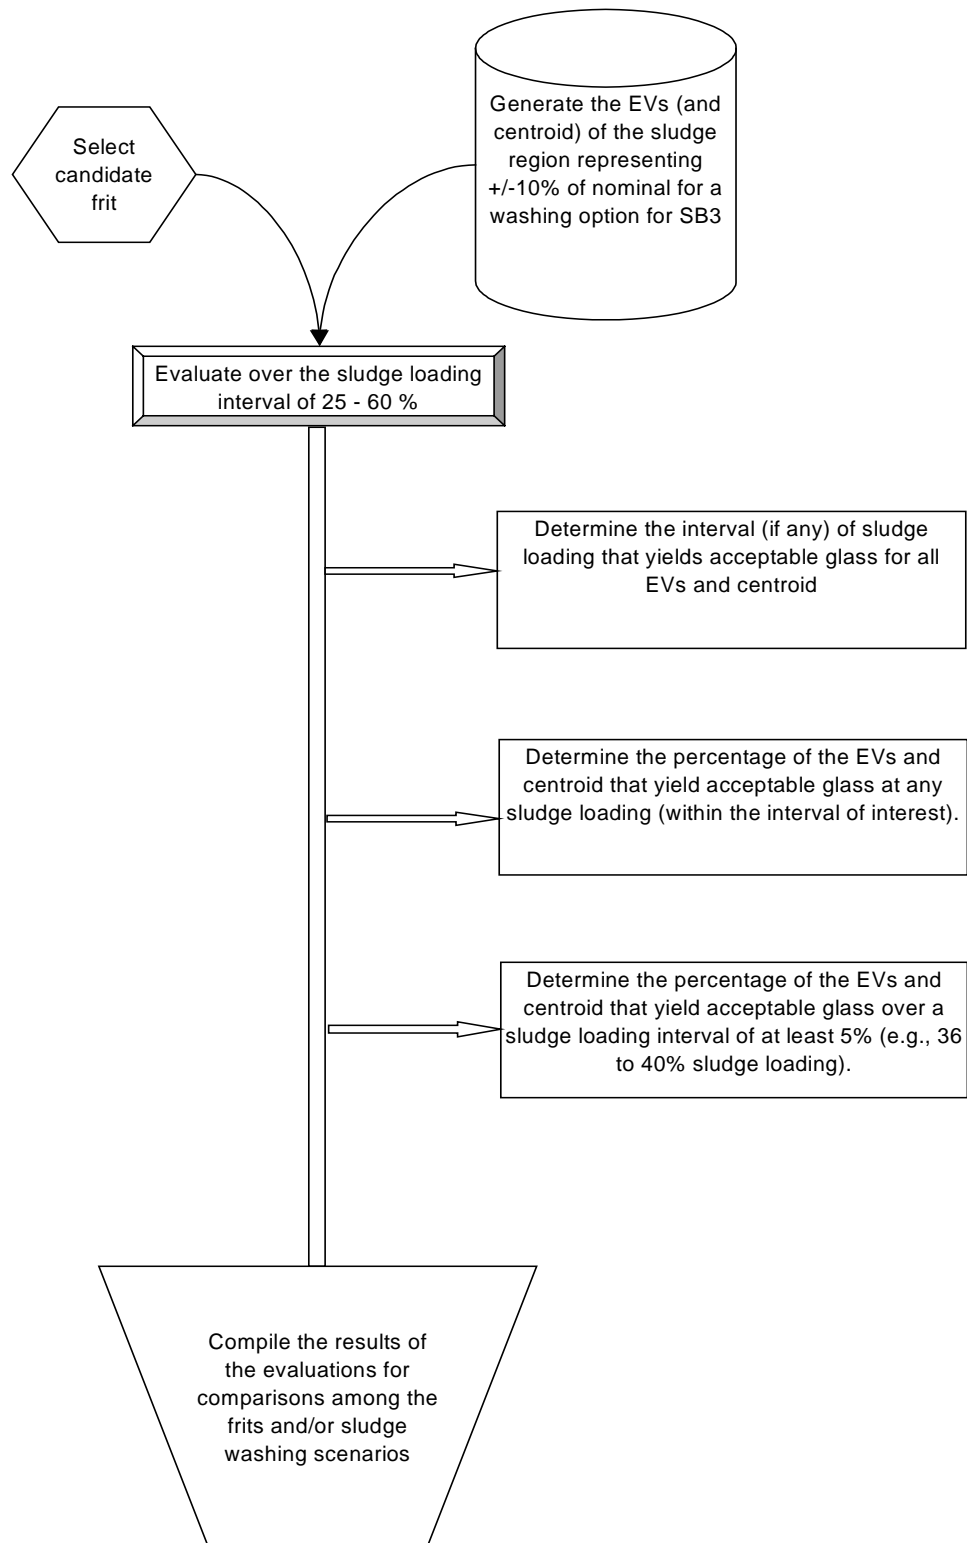 Select
candidate
frit
Generate the EVs (and
centroid) of the sludge
region representing
+/-10% of nominal for a
washing option for SB3
Evaluate over the sludge loading
interval of 25 - 60 %
Determine the interval (if any) of sludge
loading that yields acceptable glass for all
EVs and centroid
Determine the percentage of the EVs and
centroid that yield acceptable glass at any
sludge loading (within the interval of interest).
Determine the percentage of the EVs and
centroid that yield acceptable glass over a
sludge loading interval of at least 5% (e.g., 36
to 40% sludge loading).
Compile the results of
the evaluations for
comparisons among the
frits and/or sludge
washing scenarios